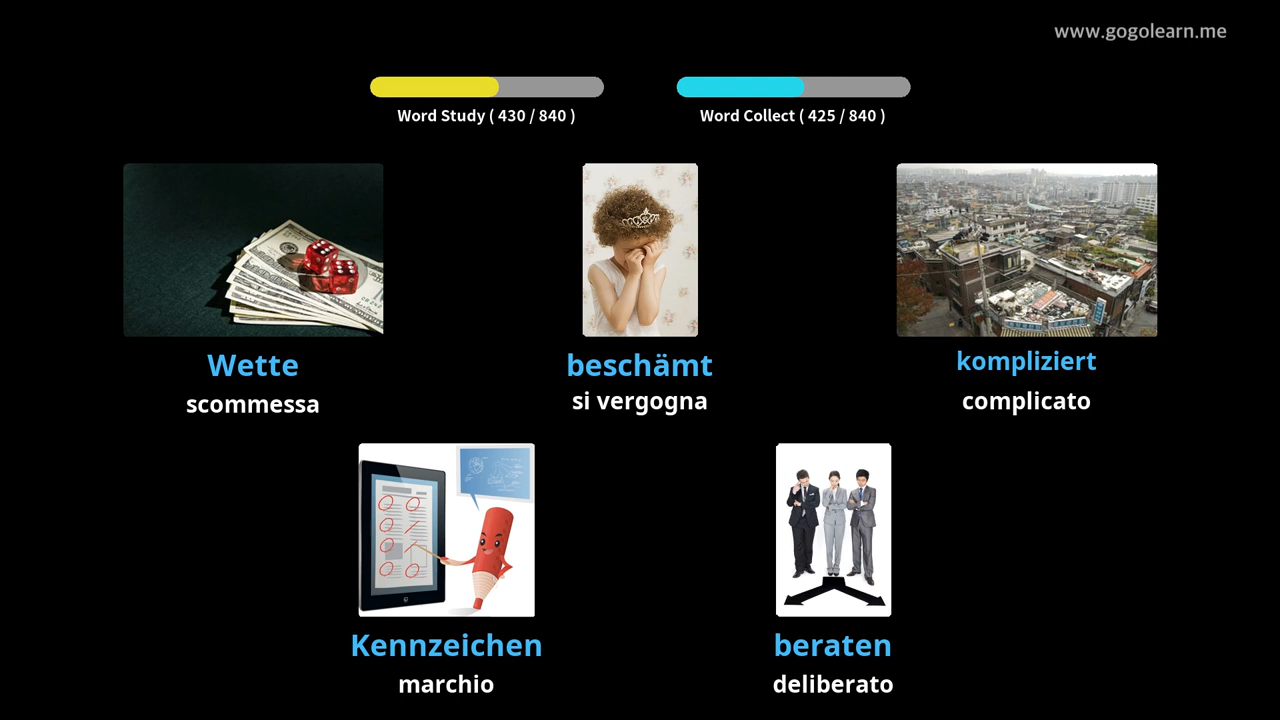 www.gogolearn.me
Word Study ( 430 / 840 )
Word Collect ( 425 / 840 )
Wette
scommessa
beschämt
si vergogna
kompliziert
complicato
Kennzeichen
marchio
beraten
deliberato